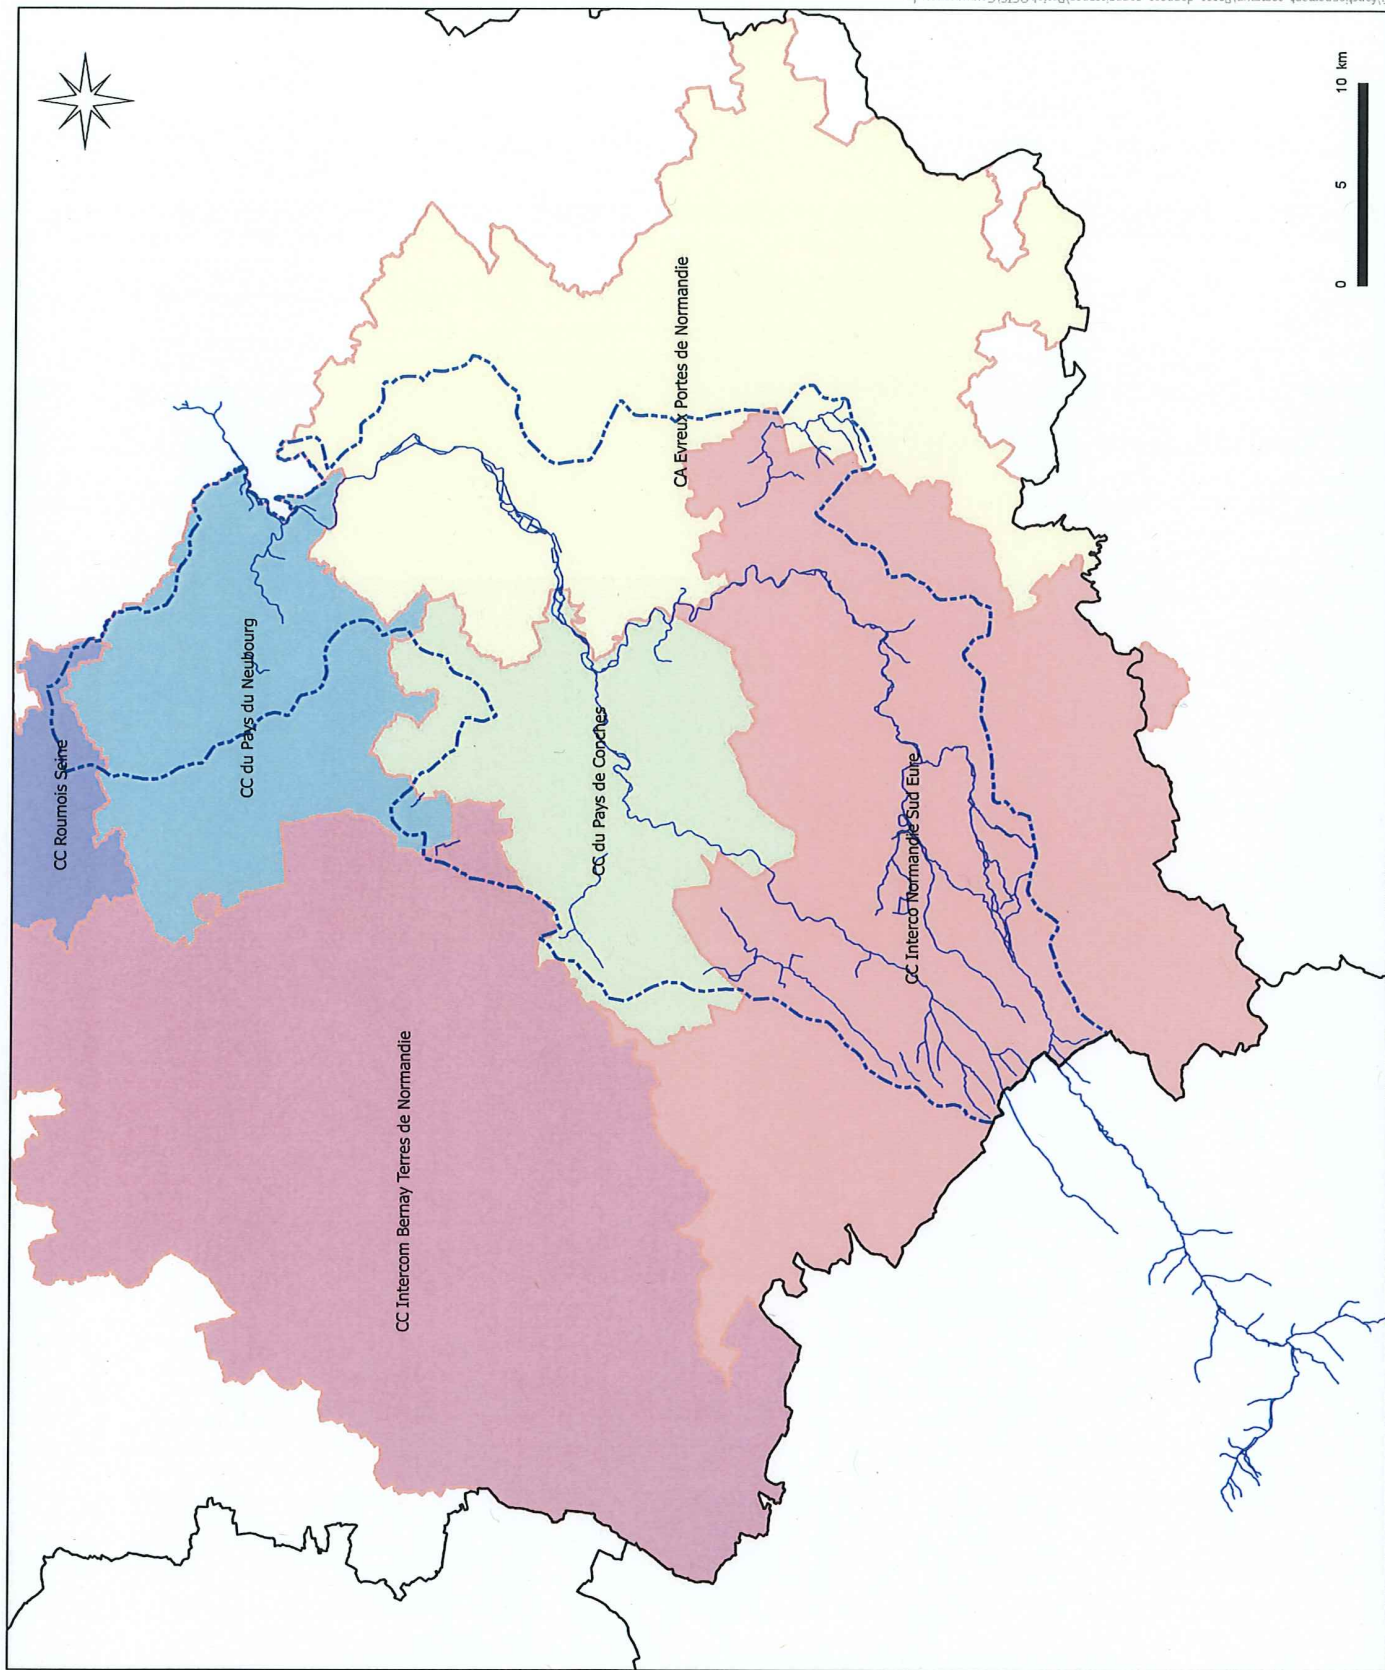 CC Roumois Seine
CC du Pays du Neubourg
CC Intercom Bernay Terres de Normandie
CC du Pays de Conches
CA Evreux Portes de Normandie
CC Interco Normandie Sud Eure
0 5 10 km